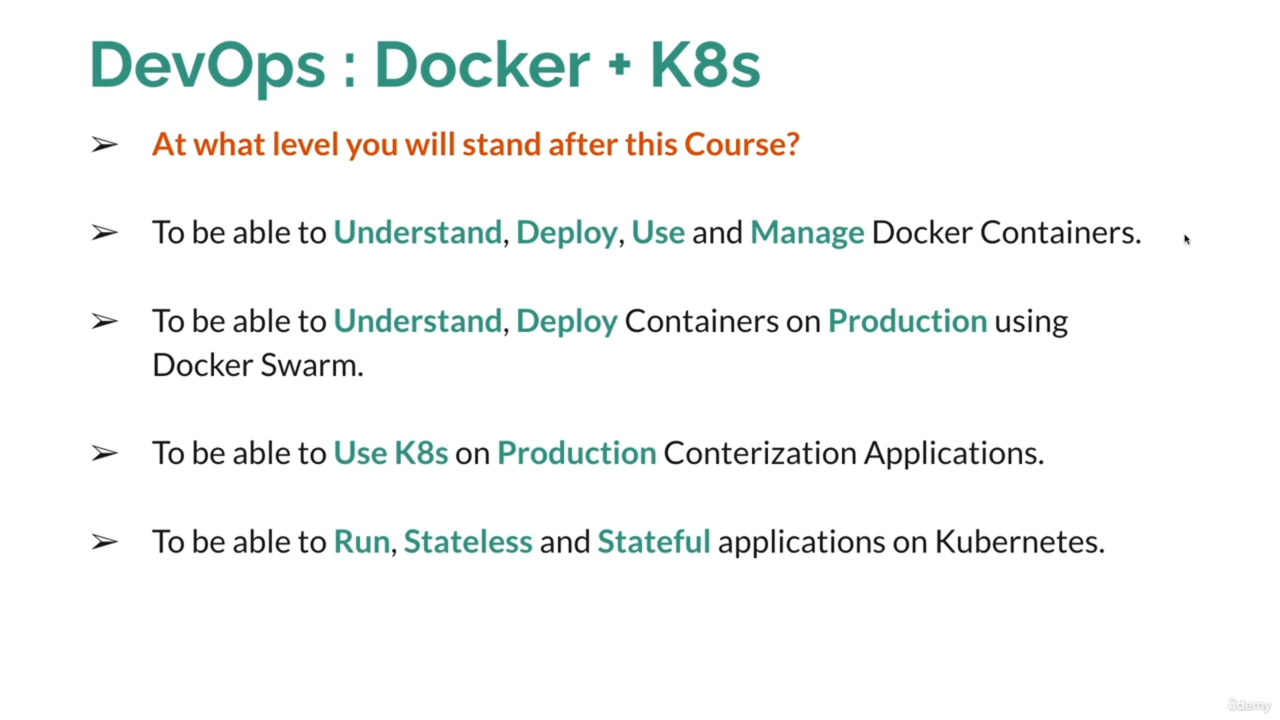 DevOps : Docker + K8s
➢ At what level you will stand after this Course?
➢ To be able to Understand, Deploy, Use and Manage Docker Containers.
➢ To be able to Understand, Deploy Containers on Production using
Docker Swarm.
➢ To be able to Use K8s on Production Conterization Applications.
➢ To be able to Run, Stateless and Stateful applications on Kubernetes.
ûdemy